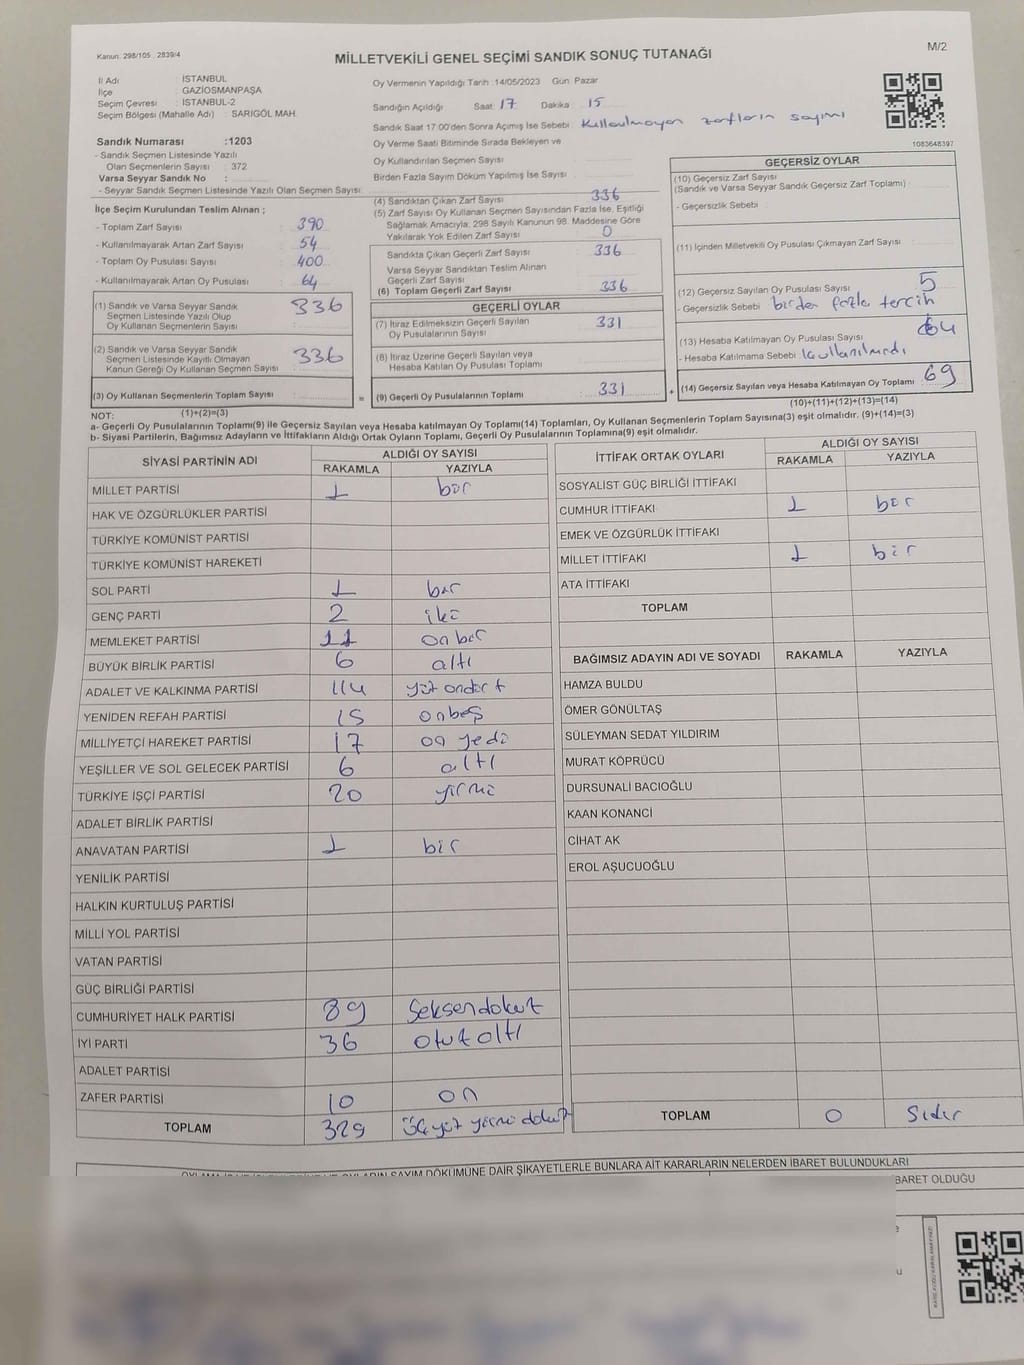 Kanun. 298/105 2839/4
MİLLETVEKİLİ GENEL SEÇİMİ SANDIK SONUÇ TUTANAĞI
M/2
İl Adı : İSTANBUL
İlçe : GAZİOSMANPAŞA
Seçim Çevresi : İSTANBUL-2
Seçim Bölgesi (Mahalle Adı) : SARIGÖL MAH.
Sandık Numarası :1203
- Sandık Seçmen Listesinde Yazılı
Olan Seçmenlerin Sayısı : 372
Varsa Seyyar Sandık No :
- Seyyar Sandık Seçmen Listesinde Yazılı Olan Seçmen Sayısı:
Oy Vermenin Yapıldığı Tarih :14/05/2023 Gün: Pazar
Sandığın Açıldığı Saat 17 Dakika 15
Sandık Saat 17:00'den Sonra Açımış İse Sebebi kullanılmayan zarfların sayımı
Oy Verme Saati Bitiminde Sırada Bekleyen ve
Oy Kullandırılan Seçmen Sayısı
Birden Fazla Sayım Döküm Yapılmış İse Sayısı
1083648397
İlçe Seçim Kurulundan Teslim Alınan ;
- Toplam Zarf Sayısı : 390
- Kullanılmayarak Artan Zarf Sayısı : 54
- Toplam Oy Pusulası Sayısı : 400
- Kullanılmayarak Artan Oy Pusulası : 64
(1) Sandık ve Varsa Seyyar Sandık
Seçmen Listesinde Yazılı Olup
Oy Kullanan Seçmenlerin Sayısı : 336
(2) Sandık ve Varsa Seyyar Sandık
Seçmen Listesinde Kayıtlı Olmayan
Kanun Gereği Oy Kullanan Seçmen Sayısı : 336
(3) Oy Kullanan Seçmenlerin Toplam Sayısı :
(4) Sandıktan Çıkan Zarf Sayısı 336
(5) Zarf Sayısı Oy Kullanan Seçmen Sayısından Fazla İse, Eşitliği
Sağlamak Amacıyla, 298 Sayılı Kanunun 98. Maddesine Göre
Yakılarak Yok Edilen Zarf Sayısı 0
Sandıkta Çıkan Geçerli Zarf Sayısı 336
Varsa Seyyar Sandıktan Teslim Alınan
Geçerli Zarf Sayısı
(6) Toplam Geçerli Zarf Sayısı 336
GEÇERLİ OYLAR
(7) İtiraz Edilmeksizin Geçerli Sayılan
Oy Pusulalarının Sayısı 331
(8) İtiraz Üzerine Geçerli Sayılan veya
Hesaba Katılan Oy Pusulası Toplamı
= (9) Geçerli Oy Pusulalarının Toplamı 331
GEÇERSİZ OYLAR
(10) Geçersiz Zarf Sayısı
(Sandık ve Varsa Seyyar Sandık Geçersiz Zarf Toplamı)
- Geçersizlik Sebebi :
(11) İçinden Milletvekili Oy Pusulası Çıkmayan Zarf Sayısı
(12) Geçersiz Sayılan Oy Pusulası Sayısı 5
- Geçersizlik Sebebi birden fazla tercih
(13) Hesaba Katılmayan Oy Pusulası Sayısı 64
- Hesaba Katılmama Sebebi kullanılmadı
+ (14) Geçersiz Sayılan veya Hesaba Katılmayan Oy Toplamı 69
NOT: (1)+(2)=(3)
(10)+(11)+(12)+(13)=(14)
a- Geçerli Oy Pusulalarının Toplamı(9) ile Geçersiz Sayılan veya Hesaba katılmayan Oy Toplamı(14) Toplamları, Oy Kullanan Seçmenlerin Toplam Sayısına(3) eşit olmalıdır. (9)+(14)=(3)
b- Siyasi Partilerin, Bağımsız Adayların ve İttifakların Aldığı Ortak Oyların Toplamı, Geçerli Oy Pusulalarının Toplamına(9) eşit olmalıdır.
SİYASİ PARTİNİN ADI ALDIĞI OY SAYISI
RAKAMLA YAZIYLA
MİLLET PARTİSİ 1 bir
HAK VE ÖZGÜRLÜKLER PARTİSİ
TÜRKİYE KOMÜNİST PARTİSİ
TÜRKİYE KOMÜNİST HAREKETİ
SOL PARTİ 1 bir
GENÇ PARTİ 2 iki
MEMLEKET PARTİSİ 11 onbir
BÜYÜK BİRLİK PARTİSİ 6 altı
ADALET VE KALKINMA PARTİSİ 114 yüz ondört
YENİDEN REFAH PARTİSİ 15 onbeş
MİLLİYETÇİ HAREKET PARTİSİ 17 on yedi
YEŞİLLER VE SOL GELECEK PARTİSİ 6 altı
TÜRKİYE İŞÇİ PARTİSİ 20 yirmi
ADALET BİRLİK PARTİSİ
ANAVATAN PARTİSİ 1 bir
YENİLİK PARTİSİ
HALKIN KURTULUŞ PARTİSİ
MİLLİ YOL PARTİSİ
VATAN PARTİSİ
GÜÇ BİRLİĞİ PARTİSİ
CUMHURİYET HALK PARTİSİ 89 Seksendokuz
İYİ PARTİ 36 otuzaltı
ADALET PARTİSİ
ZAFER PARTİSİ 10 on
TOPLAM 329 üçyüz yirmi dokuz
İTTİFAK ORTAK OYLARI ALDIĞI OY SAYISI
RAKAMLA YAZIYLA
SOSYALİST GÜÇ BİRLİĞİ İTTİFAKI
CUMHUR İTTİFAKI 1 bir
EMEK VE ÖZGÜRLÜK İTTİFAKI
MİLLET İTTİFAKI 1 bir
ATA İTTİFAKI
TOPLAM
BAĞIMSIZ ADAYIN ADI VE SOYADI RAKAMLA YAZIYLA
HAMZA BULDU
ÖMER GÖNÜLTAŞ
SÜLEYMAN SEDAT YILDIRIM
MURAT KÖPRÜCÜ
DURSUNALİ BACIOĞLU
KAAN KONANCİ
CİHAT AK
EROL AŞUCUOĞLU
TOPLAM 0 Sıfır
SAYIM DÖKÜMÜNE DAİR ŞİKAYETLERLE BUNLARA AİT KARARLARIN NELERDEN İBARET BULUNDUKLARI
BARET OLDUĞU